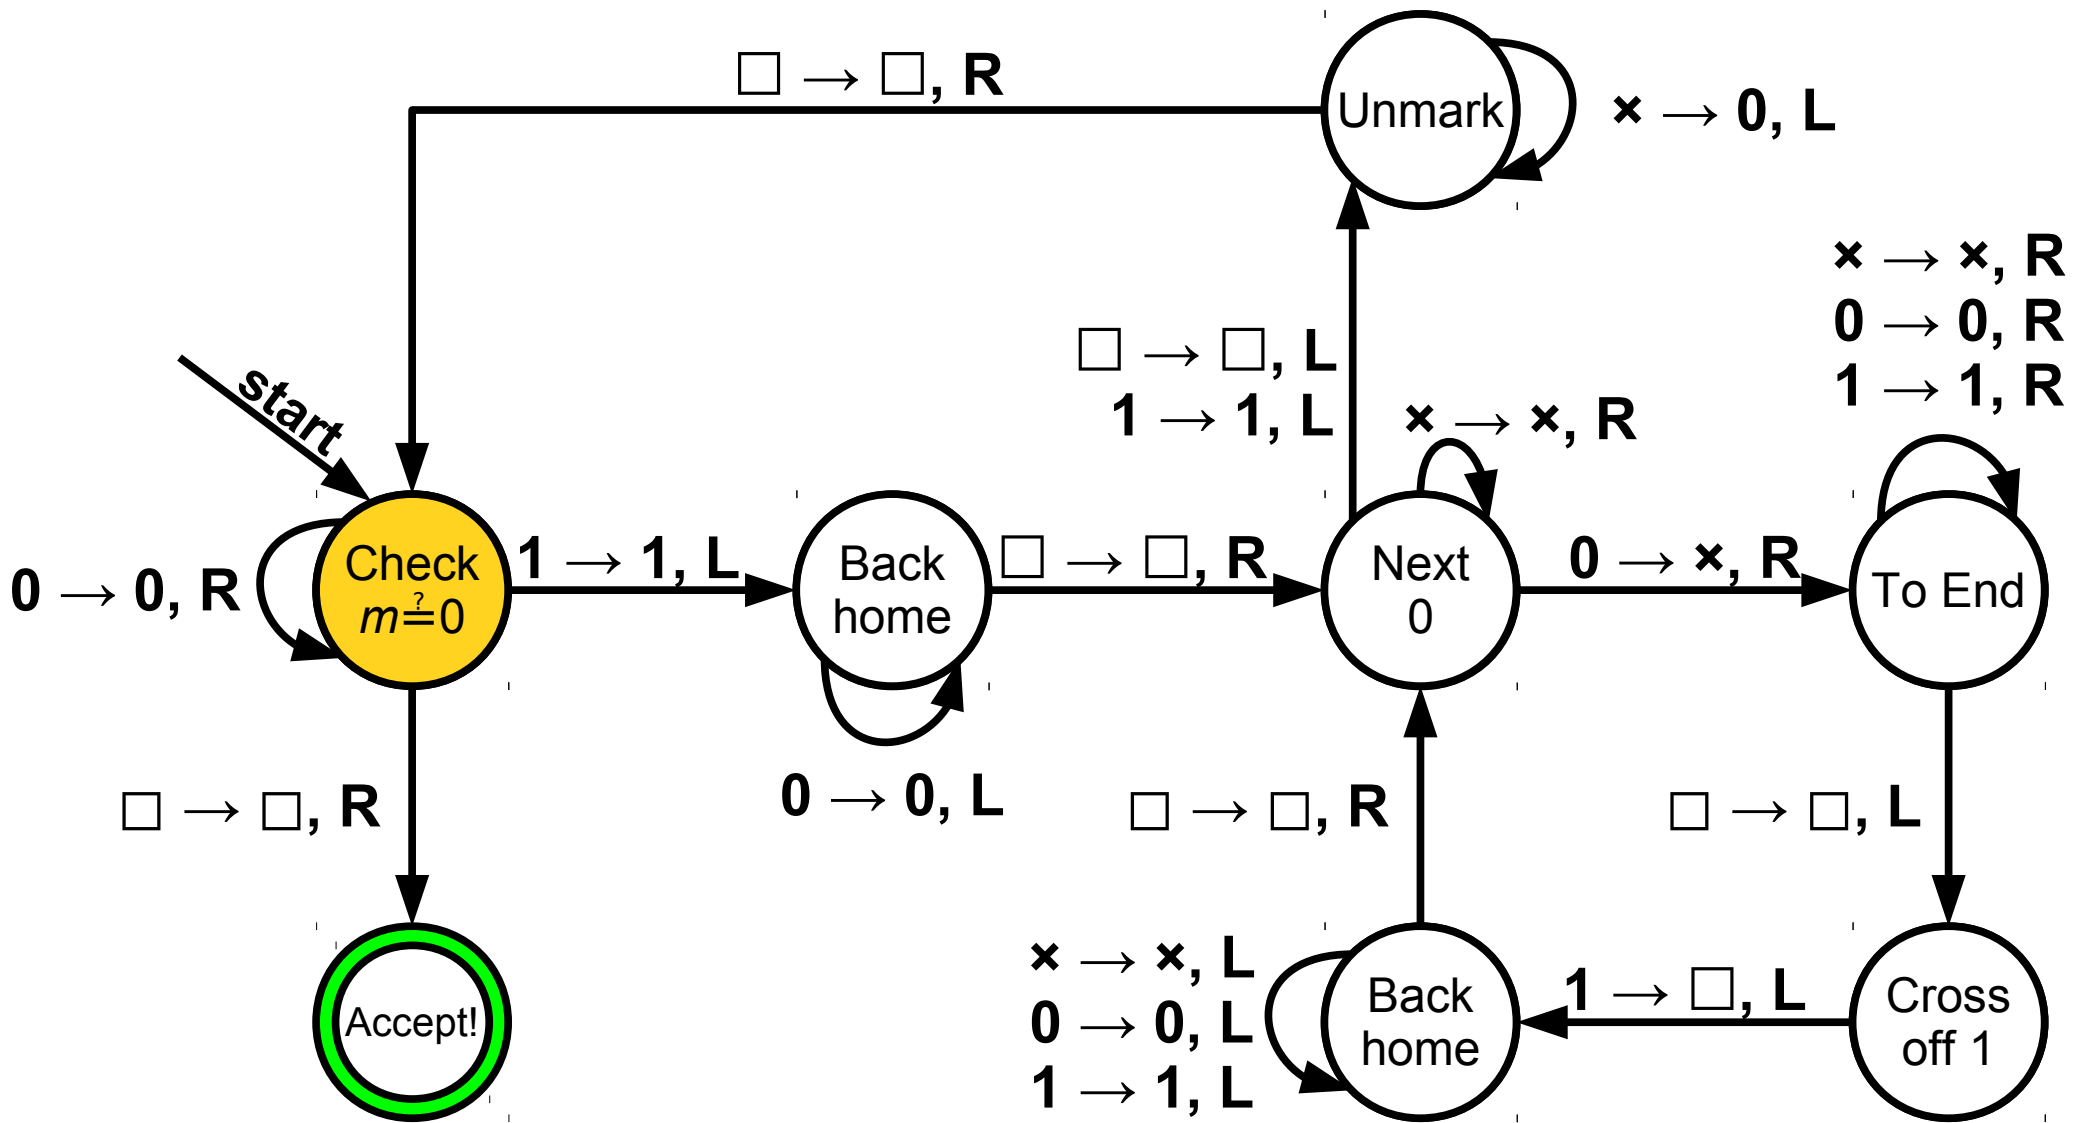 □ → □, R
Unmark
× → 0, L
× → ×, R
0 → 0, R
1 → 1, R
□ → □, L
1 → 1, L
× → ×, R
start
0 → 0, R
Check
m≟0
1 → 1, L
Back
home
□ → □, R
Next
0
0 → ×, R
To End
0 → 0, L
□ → □, R
□ → □, R
□ → □, L
Accept!
× → ×, L
0 → 0, L
1 → 1, L
Back
home
1 → □, L
Cross
off 1